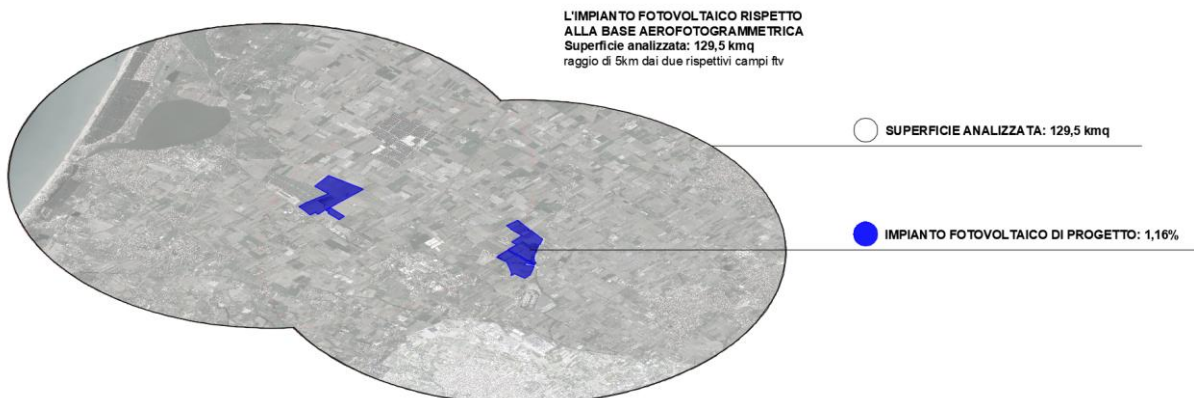 L'IMPIANTO FOTOVOLTAICO RISPETTO
ALLA BASE AEROFOTOGRAMMETRICA
Superficie analizzata: 129,5 kmq
raggio di 5km dai due rispettivi campi ftv
SUPERFICIE ANALIZZATA: 129,5 kmq
IMPIANTO FOTOVOLTAICO DI PROGETTO: 1,16%